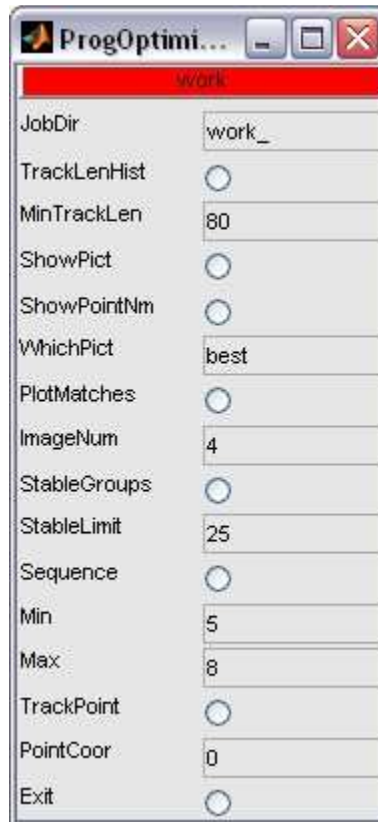 ProgOptimi...
work
JobDir work_
TrackLenHist
MinTrackLen 80
ShowPict
ShowPointNm
WhichPict best
PlotMatches
ImageNum 4
StableGroups
StableLimit 25
Sequence
Min 5
Max 8
TrackPoint
PointCoor 0
Exit